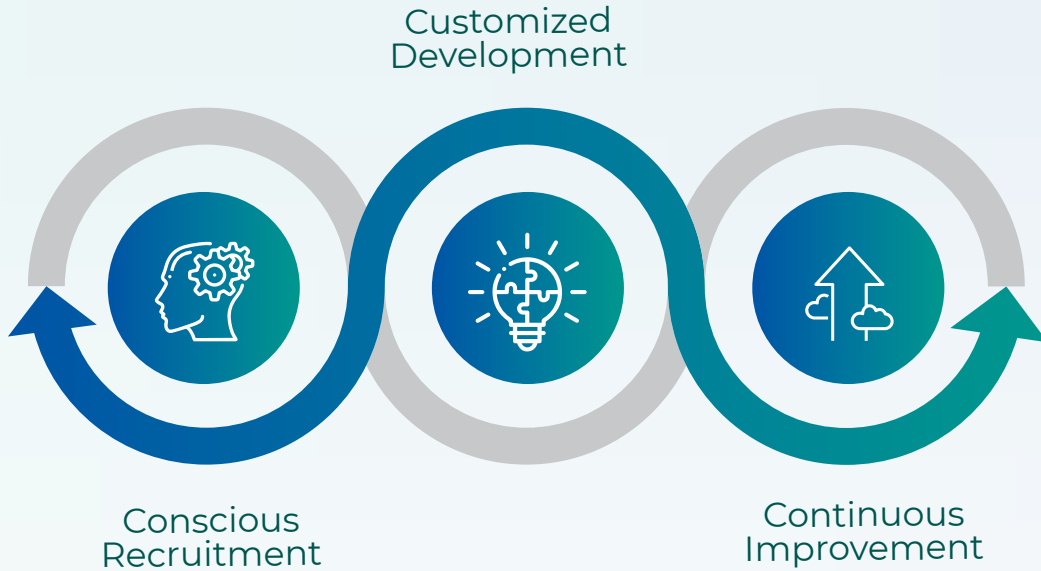 Customized
Development
Conscious
Recruitment
Continuous
Improvement